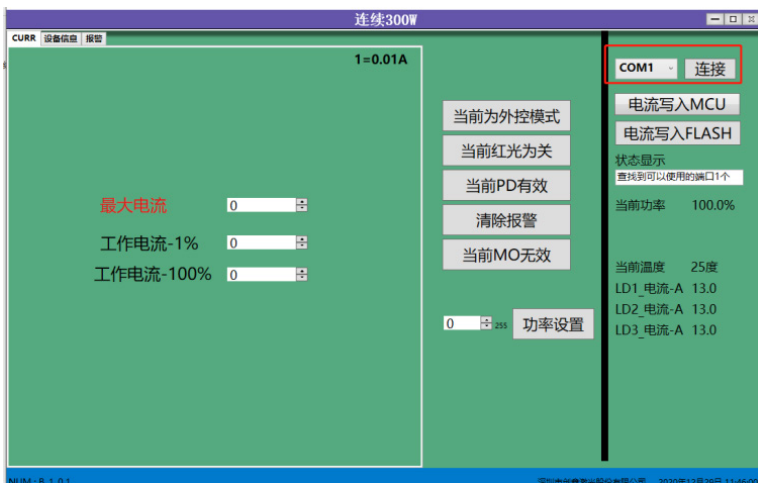 连续300W
CURR 设备信息 报警
1=0.01A
最大电流 0
工作电流-1% 0
工作电流-100% 0
当前为外控模式
当前红光为关
当前PD有效
清除报警
当前MO无效
0 255 功率设置
COM1 连接
电流写入MCU
电流写入FLASH
状态显示
查找到可以使用的端口1个
当前功率 100.0%
当前温度 25度
LD1_电流-A 13.0
LD2_电流-A 13.0
LD3_电流-A 13.0